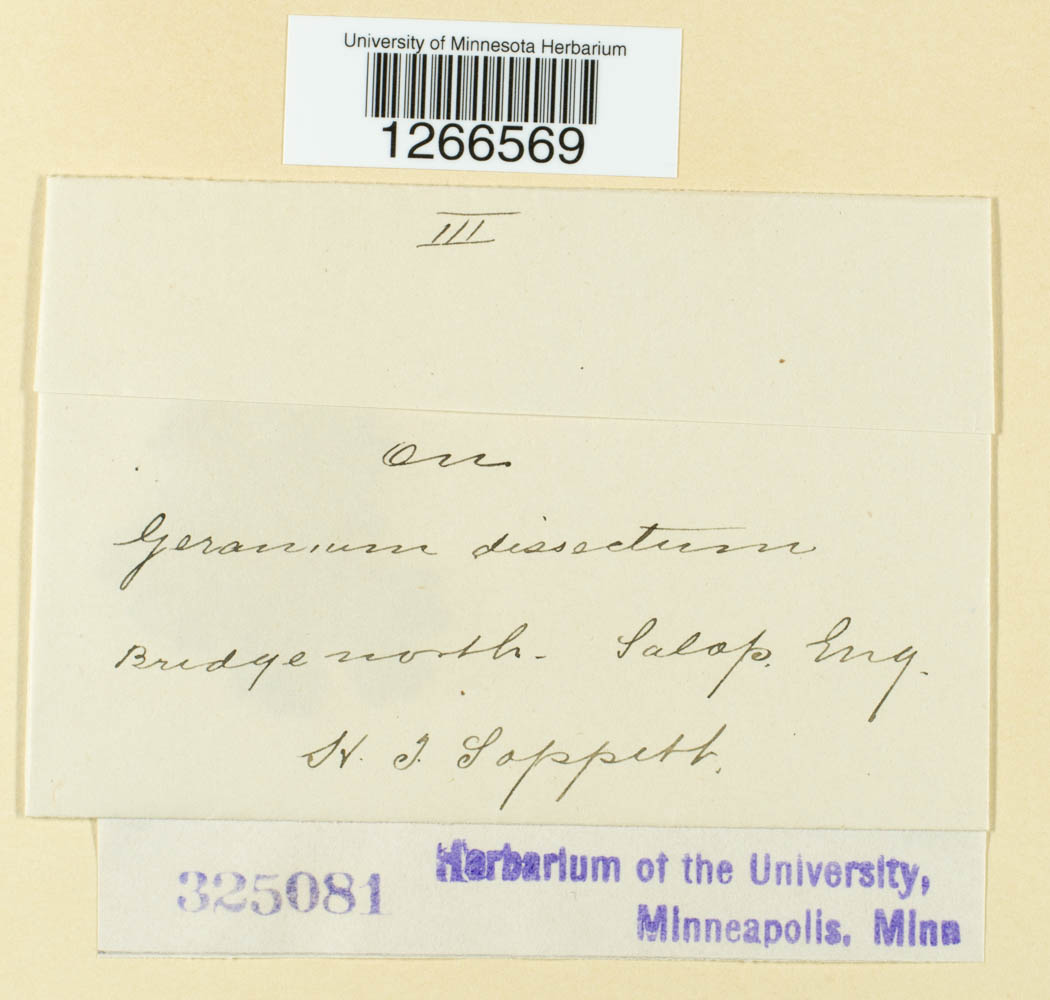 University of Minnesota Herbarium
1266569
III
On
Geranium dissectum
Bridgenorth. Salop. Eng.
H. T. Soppitt.
325081
Herbarium of the University,
Minneapolis, Minn